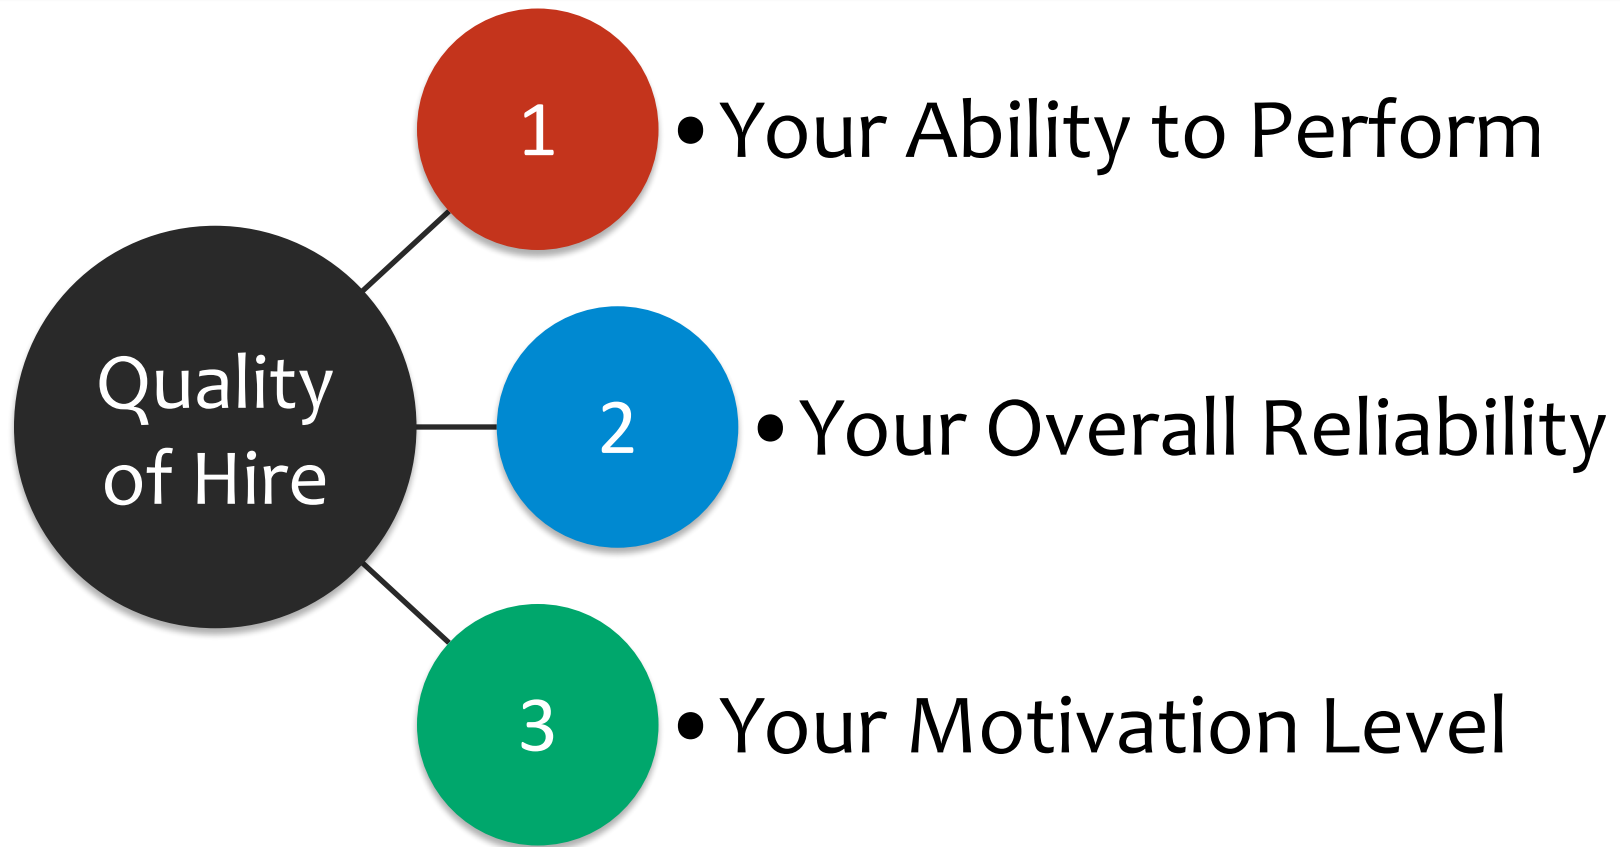 Quality
of Hire
1
• Your Ability to Perform
2
• Your Overall Reliability
3
• Your Motivation Level